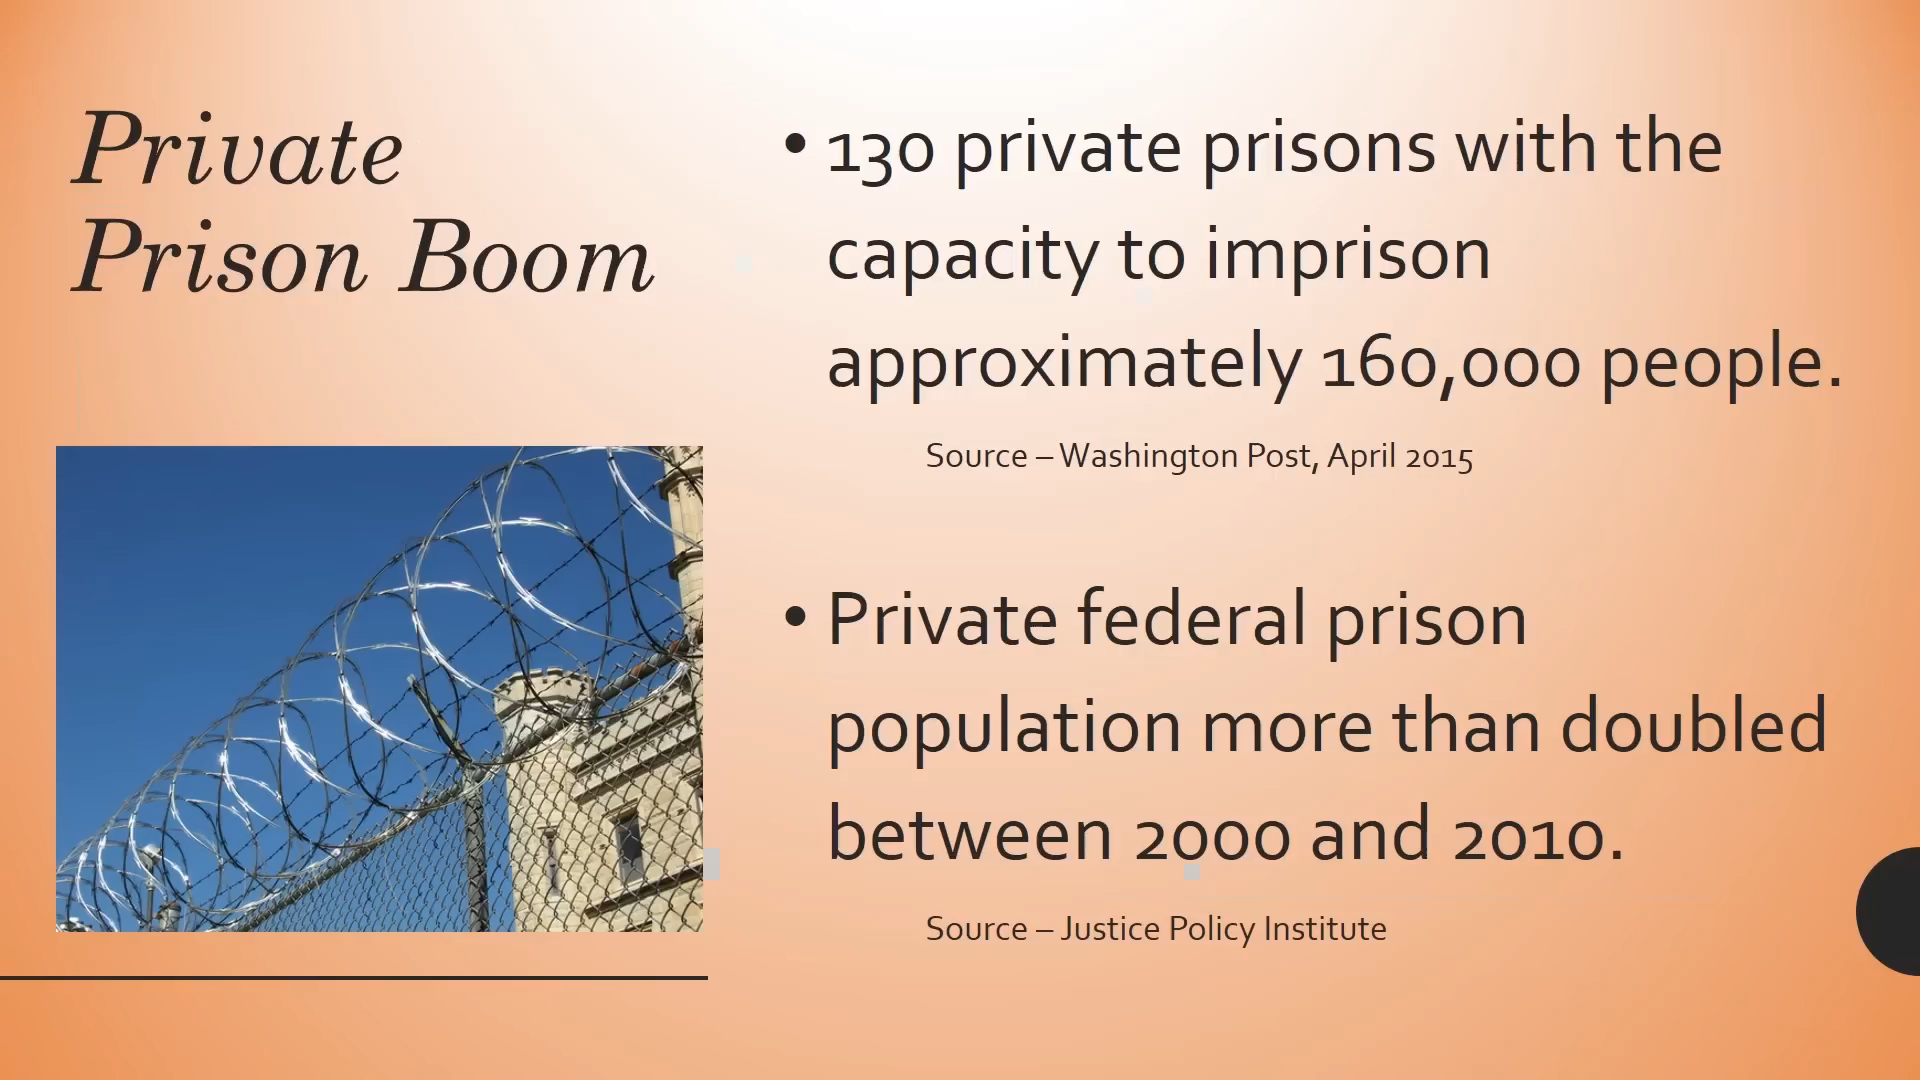 Private
Prison Boom
• 130 private prisons with the
capacity to imprison
approximately 160,000 people.
Source – Washington Post, April 2015
• Private federal prison
population more than doubled
between 2000 and 2010.
Source – Justice Policy Institute